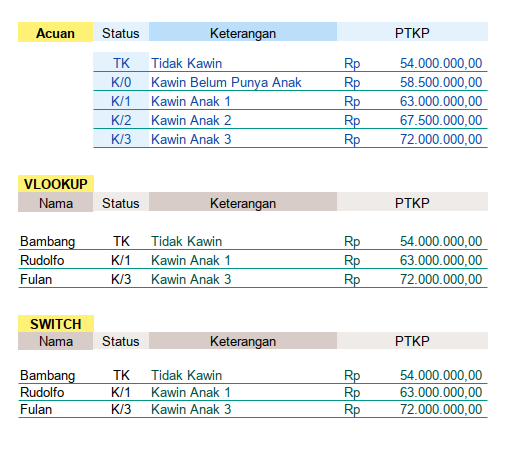 Acuan Status Keterangan PTKP
TK Tidak Kawin Rp 54.000.000,00
K/0 Kawin Belum Punya Anak Rp 58.500.000,00
K/1 Kawin Anak 1 Rp 63.000.000,00
K/2 Kawin Anak 2 Rp 67.500.000,00
K/3 Kawin Anak 3 Rp 72.000.000,00
VLOOKUP
Nama Status Keterangan PTKP
Bambang TK Tidak Kawin Rp 54.000.000,00
Rudolfo K/1 Kawin Anak 1 Rp 63.000.000,00
Fulan K/3 Kawin Anak 3 Rp 72.000.000,00
SWITCH
Nama Status Keterangan PTKP
Bambang TK Tidak Kawin Rp 54.000.000,00
Rudolfo K/1 Kawin Anak 1 Rp 63.000.000,00
Fulan K/3 Kawin Anak 3 Rp 72.000.000,00